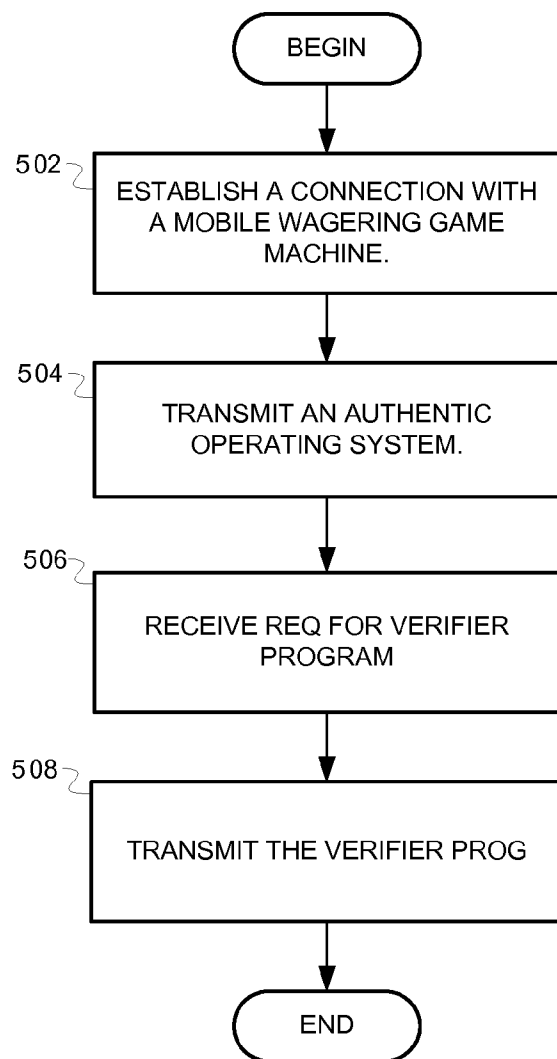 BEGIN
502
ESTABLISH A CONNECTION WITH
A MOBILE WAGERING GAME
MACHINE.
504
TRANSMIT AN AUTHENTIC
OPERATING SYSTEM.
506
RECEIVE REQ FOR VERIFIER
PROGRAM
508
TRANSMIT THE VERIFIER PROG
END